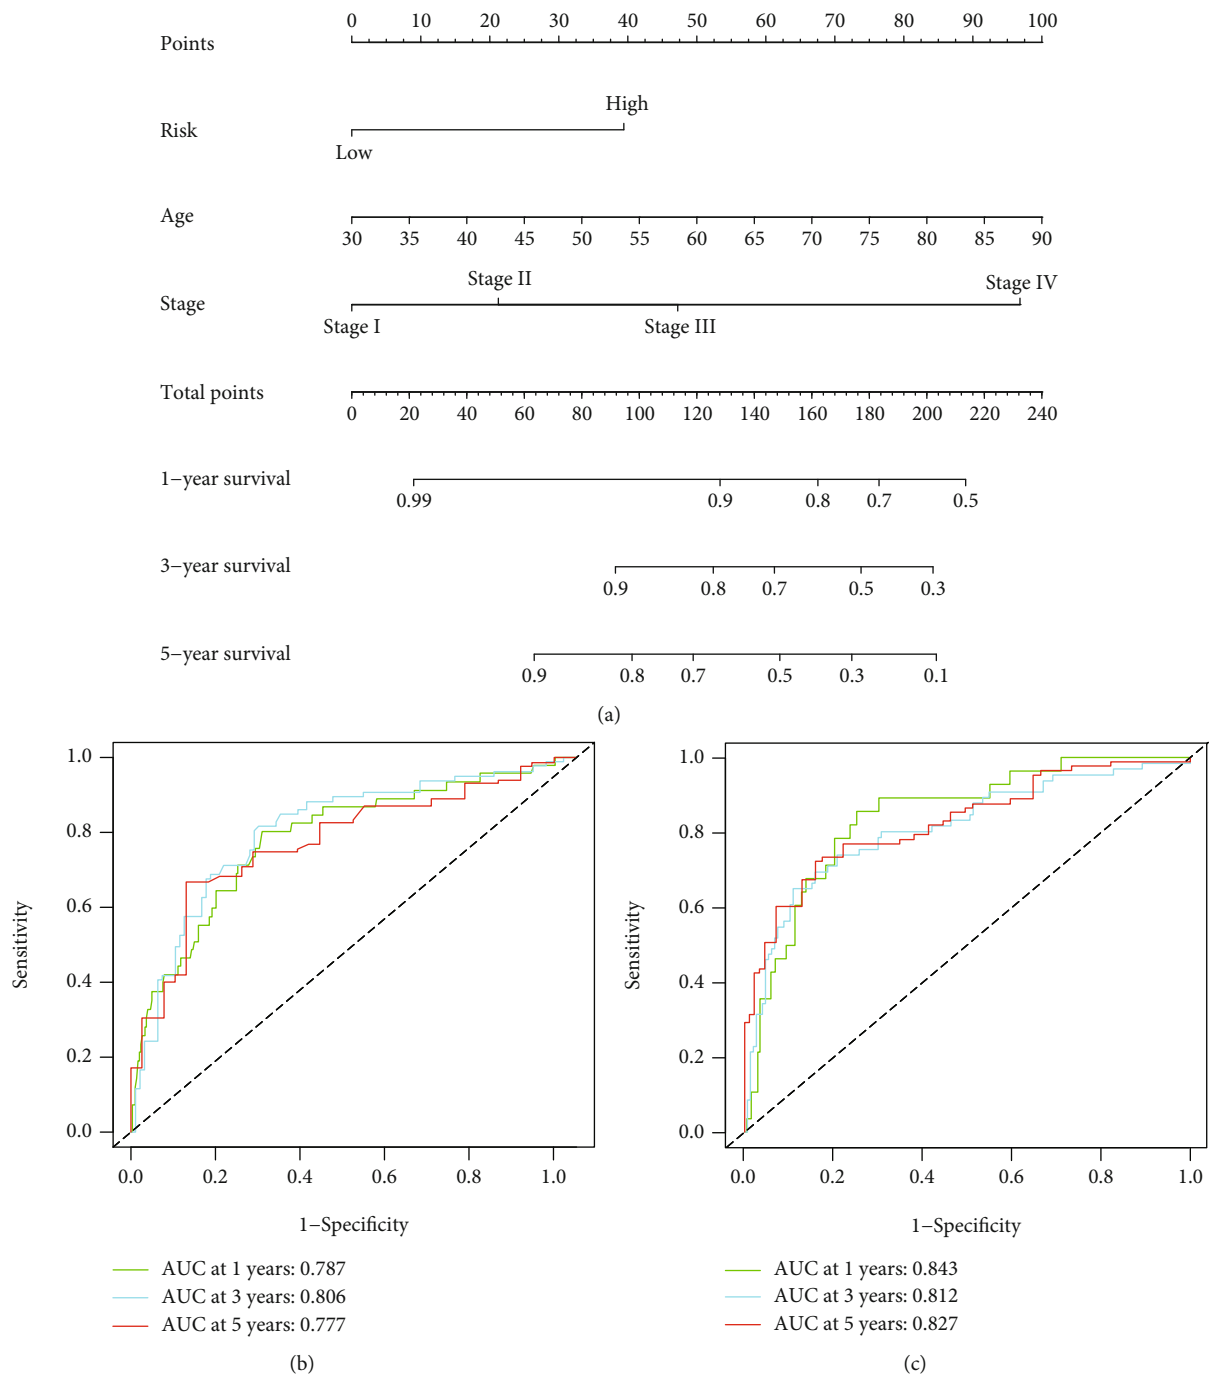 0 10 20 30 40 50 60 70 80 90 100
Points
High
Risk
Low
Age
30 35 40 45 50 55 60 65 70 75 80 85 90
Stage II Stage IV
Stage
Stage I Stage III
Total points
0 20 40 60 80 100 120 140 160 180 200 220 240
1−year survival
0.99 0.9 0.8 0.7 0.5
3−year survival
0.9 0.8 0.7 0.5 0.3
5−year survival
0.9 0.8 0.7 0.5 0.3 0.1
(a)
1.0
0.8
0.6
0.4
0.2
0.0
Sensitivity
0.0 0.2 0.4 0.6 0.8 1.0
1−Specificity
AUC at 1 years: 0.787
AUC at 3 years: 0.806
AUC at 5 years: 0.777
(b)
1.0
0.8
0.6
0.4
0.2
0.0
Sensitivity
0.0 0.2 0.4 0.6 0.8 1.0
1−Specificity
AUC at 1 years: 0.843
AUC at 3 years: 0.812
AUC at 5 years: 0.827
(c)